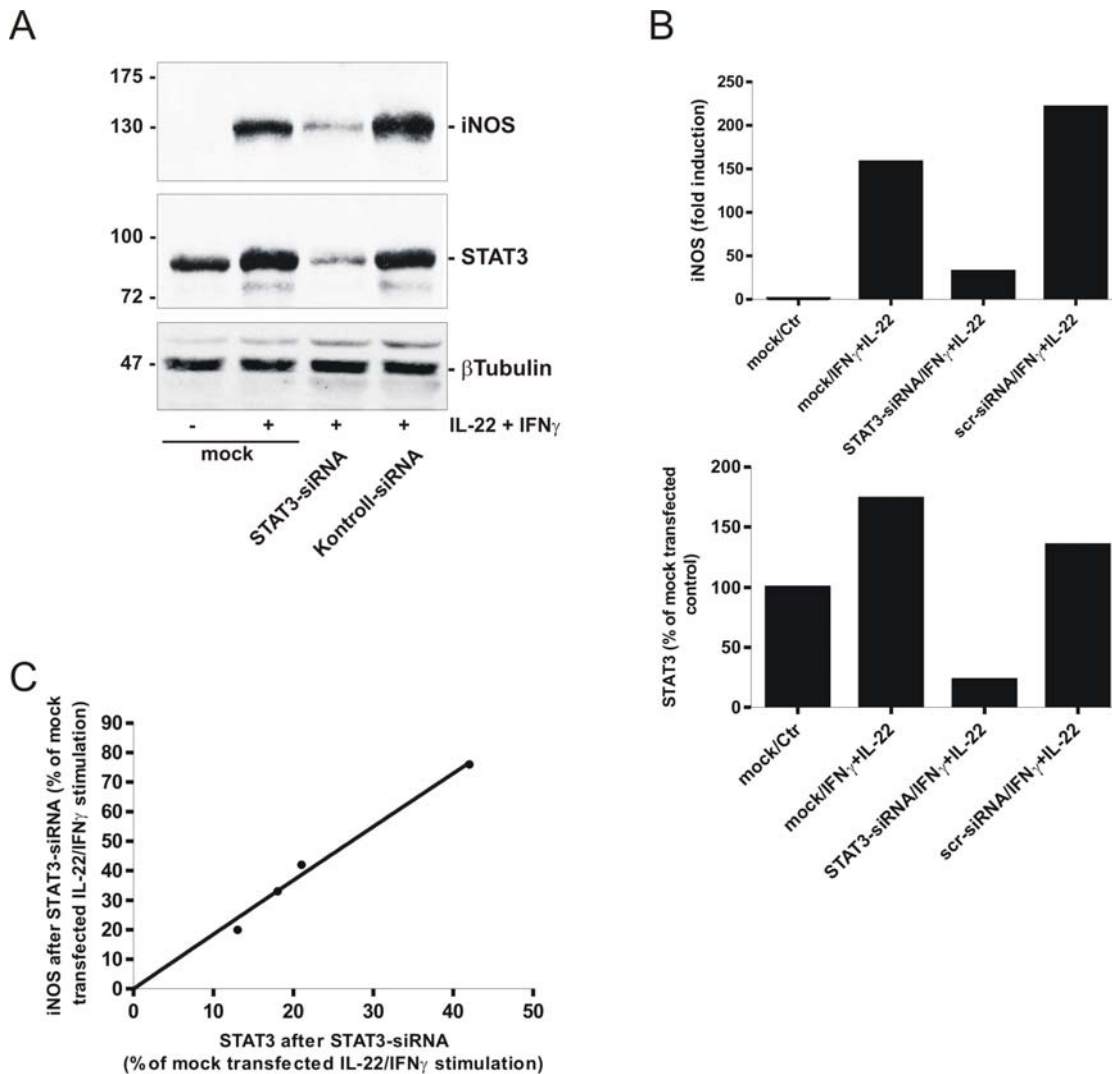 A
175 -
130 -
- iNOS
100 -
72 -
- STAT3
47 -
- βTubulin
- + + + IL-22 + IFNγ
mock
STAT3-siRNA
Kontroll-siRNA
B
iNOS (fold induction)
250
200
150
100
50
0
mock/Ctr
mock/IFNγ+IL-22
STAT3-siRNA/IFNγ+IL-22
scr-siRNA/IFNγ+IL-22
STAT3 (% of mock transfected
control)
200
150
100
50
0
mock/Ctr
mock/IFNγ+IL-22
STAT3-siRNA/IFNγ+IL-22
scr-siRNA/IFNγ+IL-22
C
iNOS after STAT3-siRNA (% of mock
transfected IL-22/IFNγ stimulation)
90
80
70
60
50
40
30
20
10
0
0 10 20 30 40 50
STAT3 after STAT3-siRNA
(% of mock transfected IL-22/IFNγ stimulation)